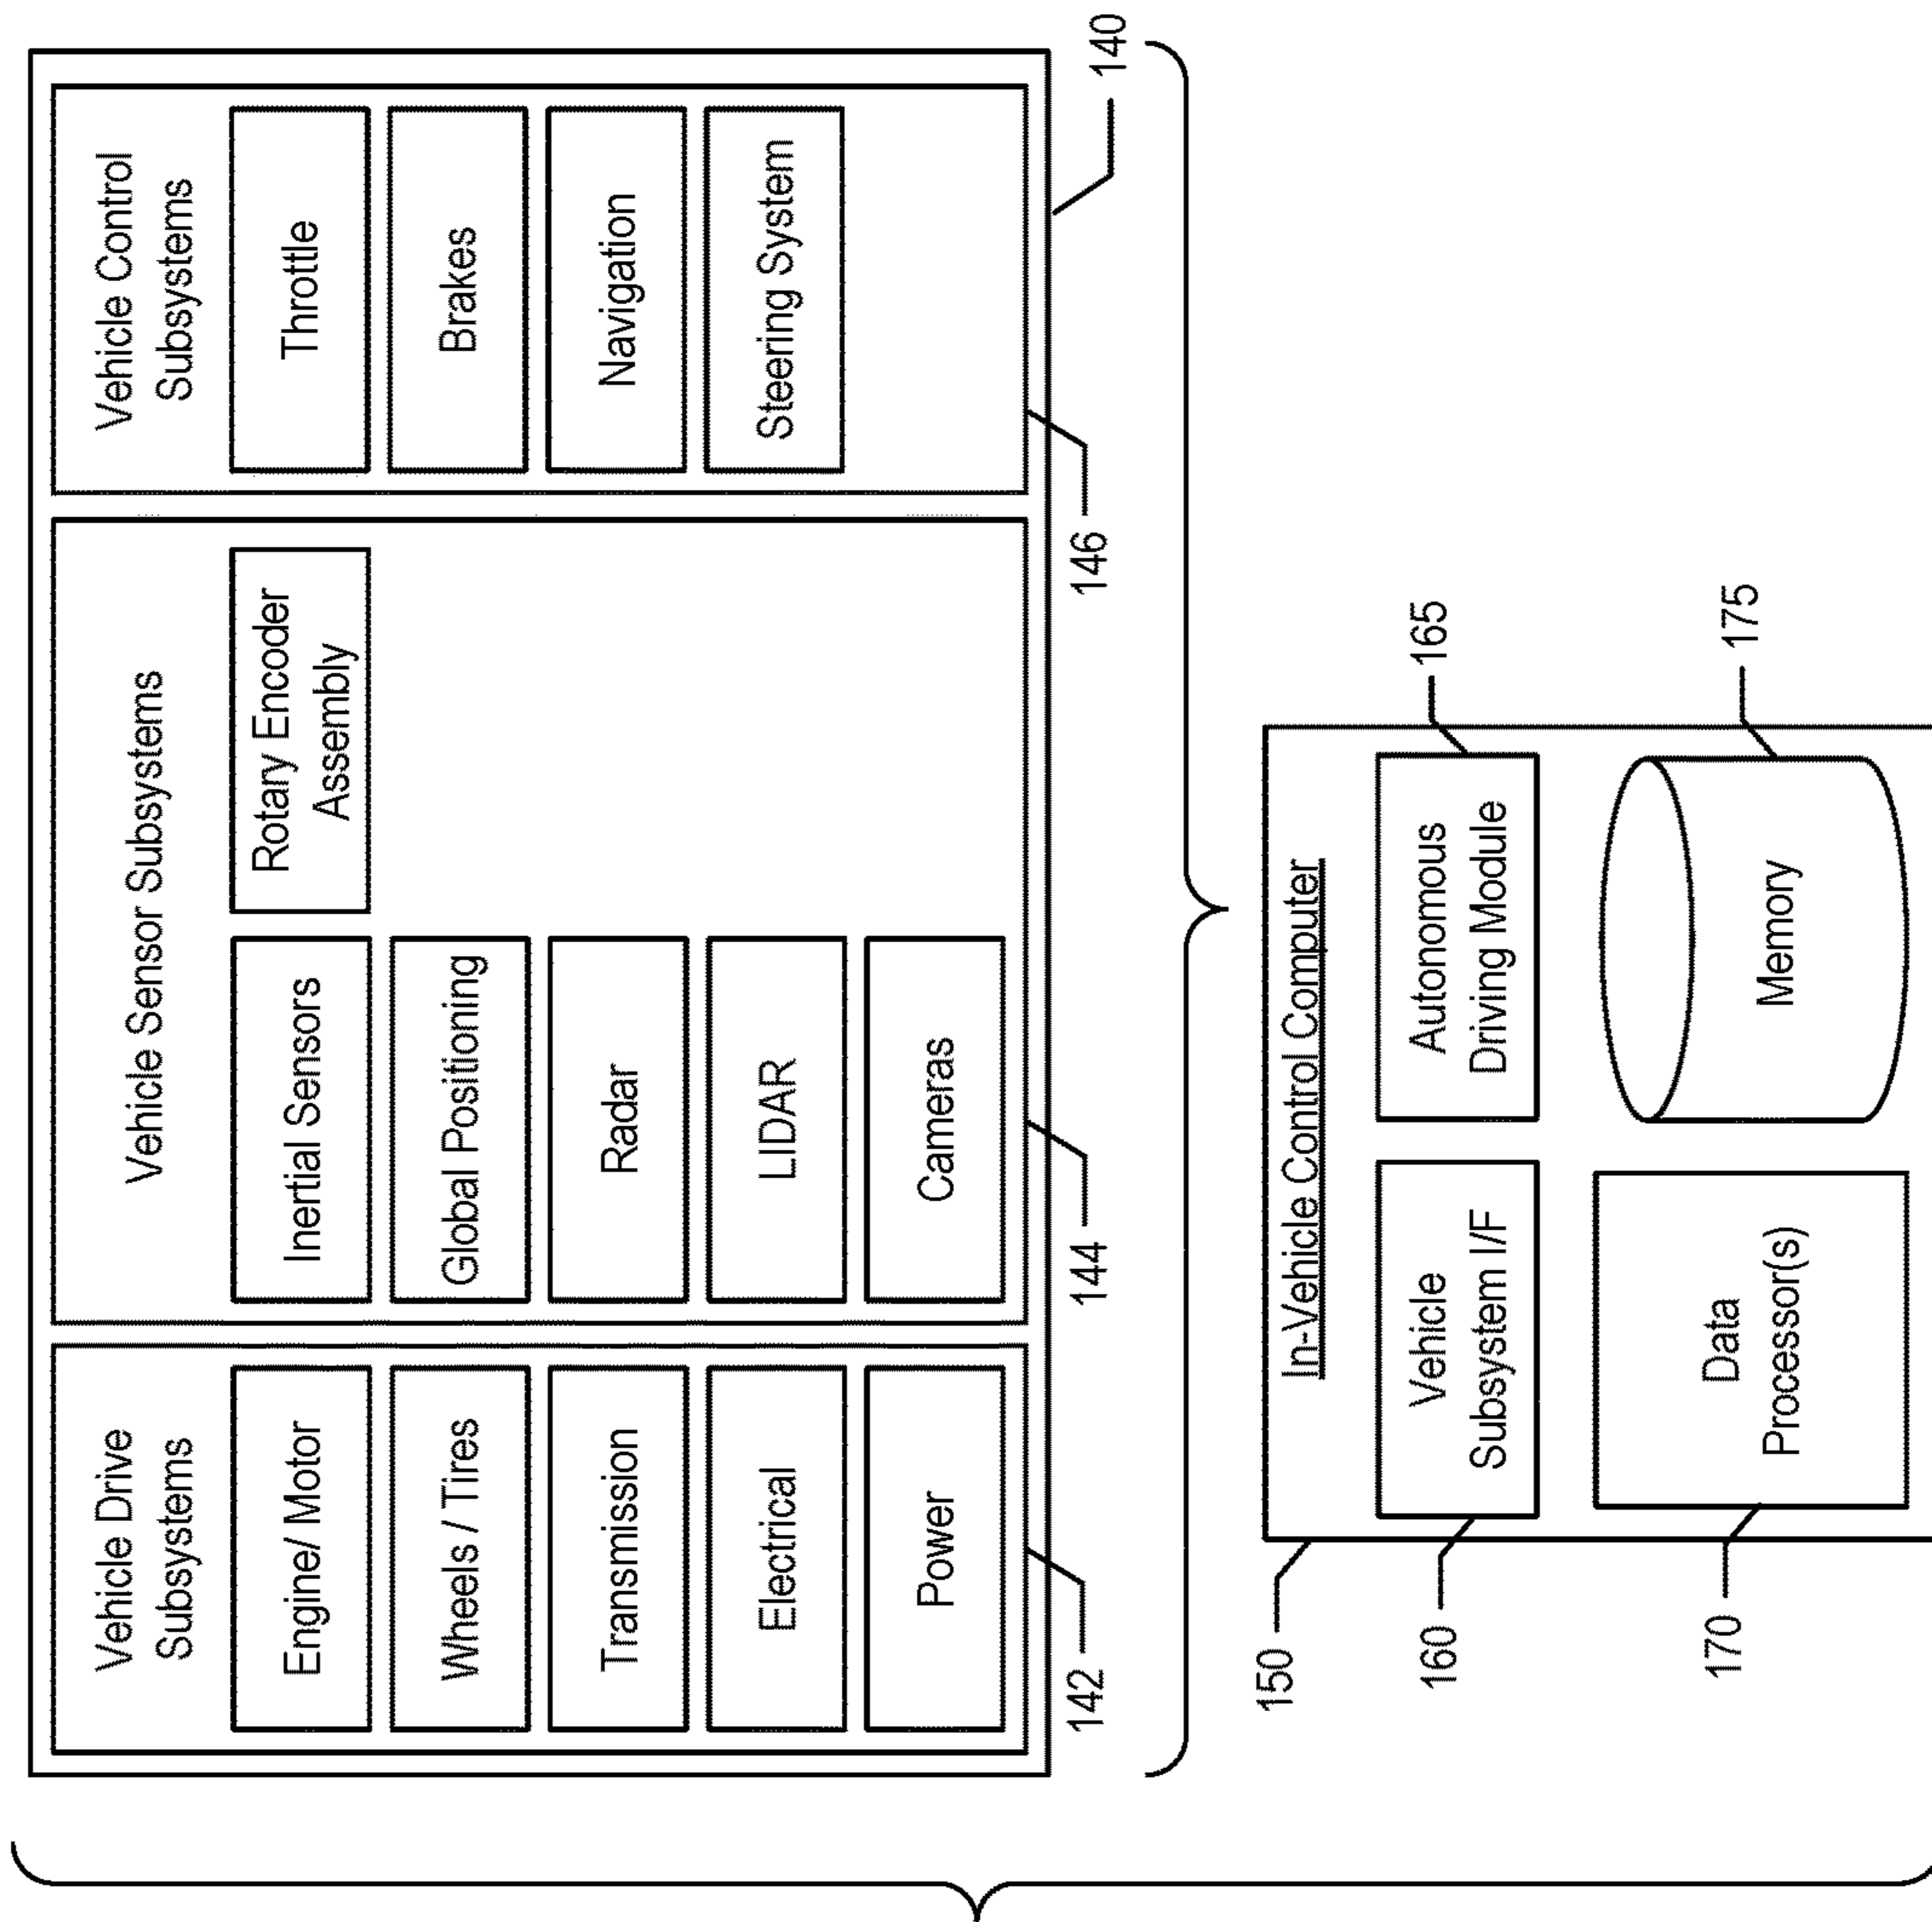 Vehicle Drive
Subsystems
Engine/ Motor
Wheels / Tires
Transmission
Electrical
Power
142
Vehicle Sensor Subsystems
Inertial Sensors
Global Positioning
Radar
LIDAR
Cameras
Rotary Encoder
Assembly
144
Vehicle Control
Subsystems
Throttle
Brakes
Navigation
Steering System
146
140
150
In-Vehicle Control Computer
Vehicle
Subsystem I/F
160
Autonomous
Driving Module
165
Data
Processor(s)
170
Memory
175